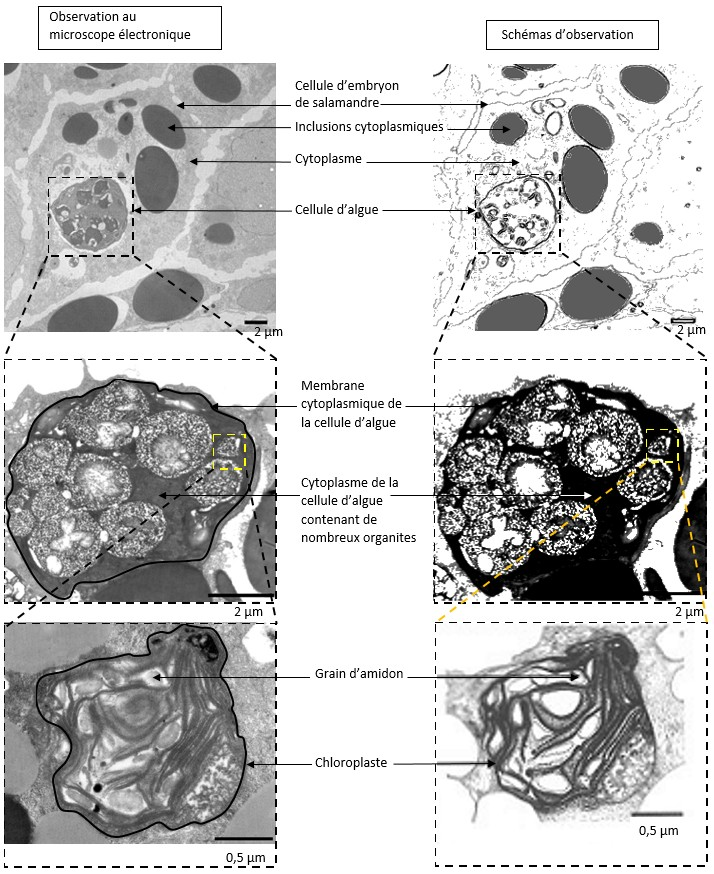 Observation au
microscope électronique
Schémas d’observation
Cellule d’embryon
de salamandre
Inclusions cytoplasmiques
Cytoplasme
Cellule d’algue
2 µm
2 µm
Membrane
cytoplasmique de
la cellule d’algue
Cytoplasme de la
cellule d’algue
contenant de
nombreux organites
2 µm
2 µm
Grain d’amidon
Chloroplaste
0,5 µm
0,5 µm